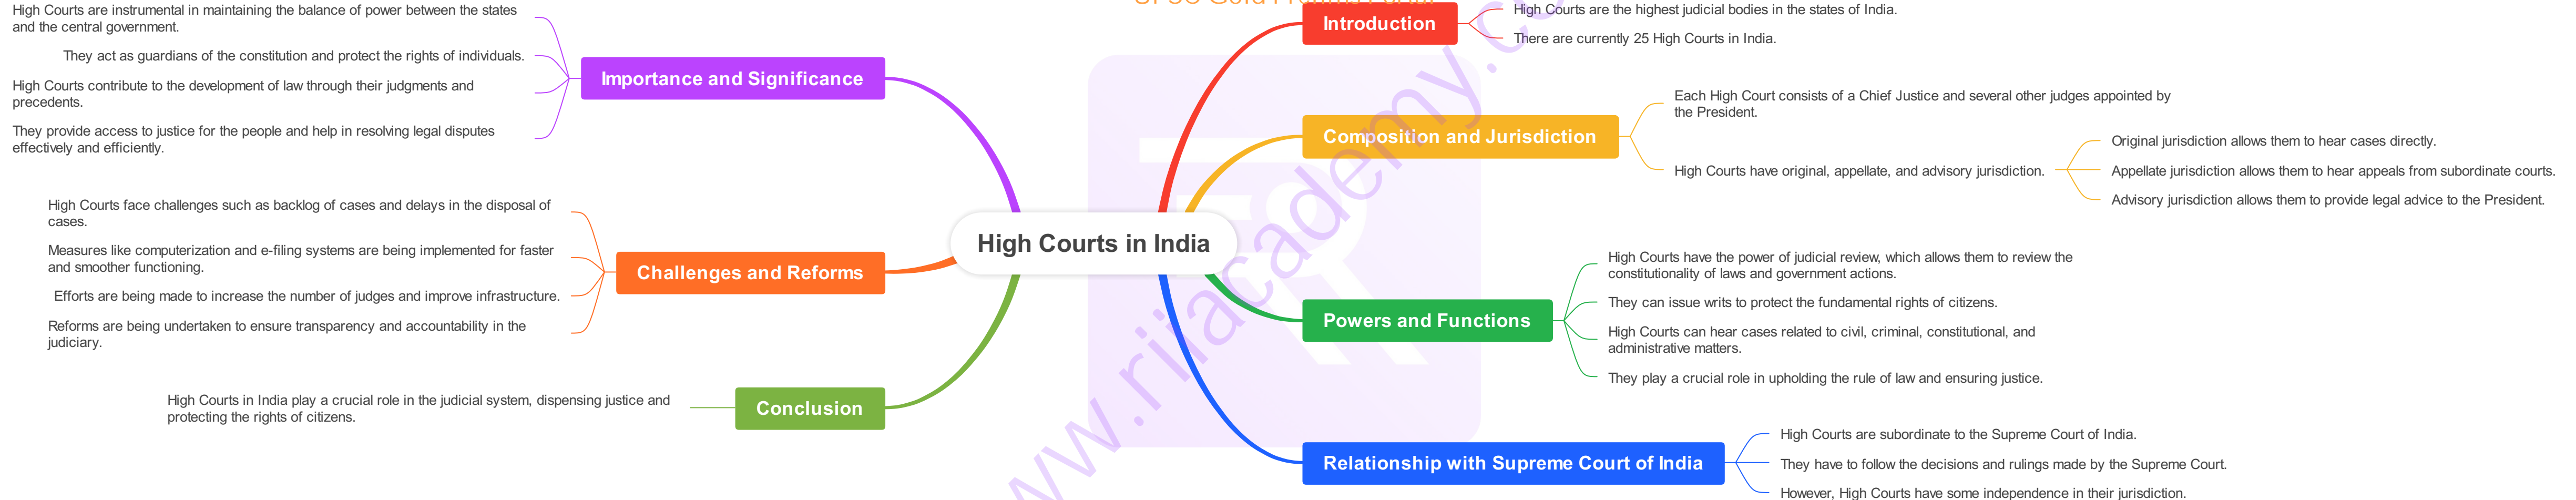 High Courts in India
Introduction
High Courts are the highest judicial bodies in the states of India.
There are currently 25 High Courts in India.
Composition and Jurisdiction
Each High Court consists of a Chief Justice and several other judges appointed by
the President.
High Courts have original, appellate, and advisory jurisdiction.
Original jurisdiction allows them to hear cases directly.
Appellate jurisdiction allows them to hear appeals from subordinate courts.
Advisory jurisdiction allows them to provide legal advice to the President.
Powers and Functions
High Courts have the power of judicial review, which allows them to review the
constitutionality of laws and government actions.
They can issue writs to protect the fundamental rights of citizens.
High Courts can hear cases related to civil, criminal, constitutional, and
administrative matters.
They play a crucial role in upholding the rule of law and ensuring justice.
Relationship with Supreme Court of India
High Courts are subordinate to the Supreme Court of India.
They have to follow the decisions and rulings made by the Supreme Court.
However, High Courts have some independence in their jurisdiction.
Importance and Significance
High Courts are instrumental in maintaining the balance of power between the states
and the central government.
They act as guardians of the constitution and protect the rights of individuals.
High Courts contribute to the development of law through their judgments and
precedents.
They provide access to justice for the people and help in resolving legal disputes
effectively and efficiently.
Challenges and Reforms
High Courts face challenges such as backlog of cases and delays in the disposal of
cases.
Measures like computerization and e-filing systems are being implemented for faster
and smoother functioning.
Efforts are being made to increase the number of judges and improve infrastructure.
Reforms are being undertaken to ensure transparency and accountability in the
judiciary.
Conclusion
High Courts in India play a crucial role in the judicial system, dispensing justice and
protecting the rights of citizens.